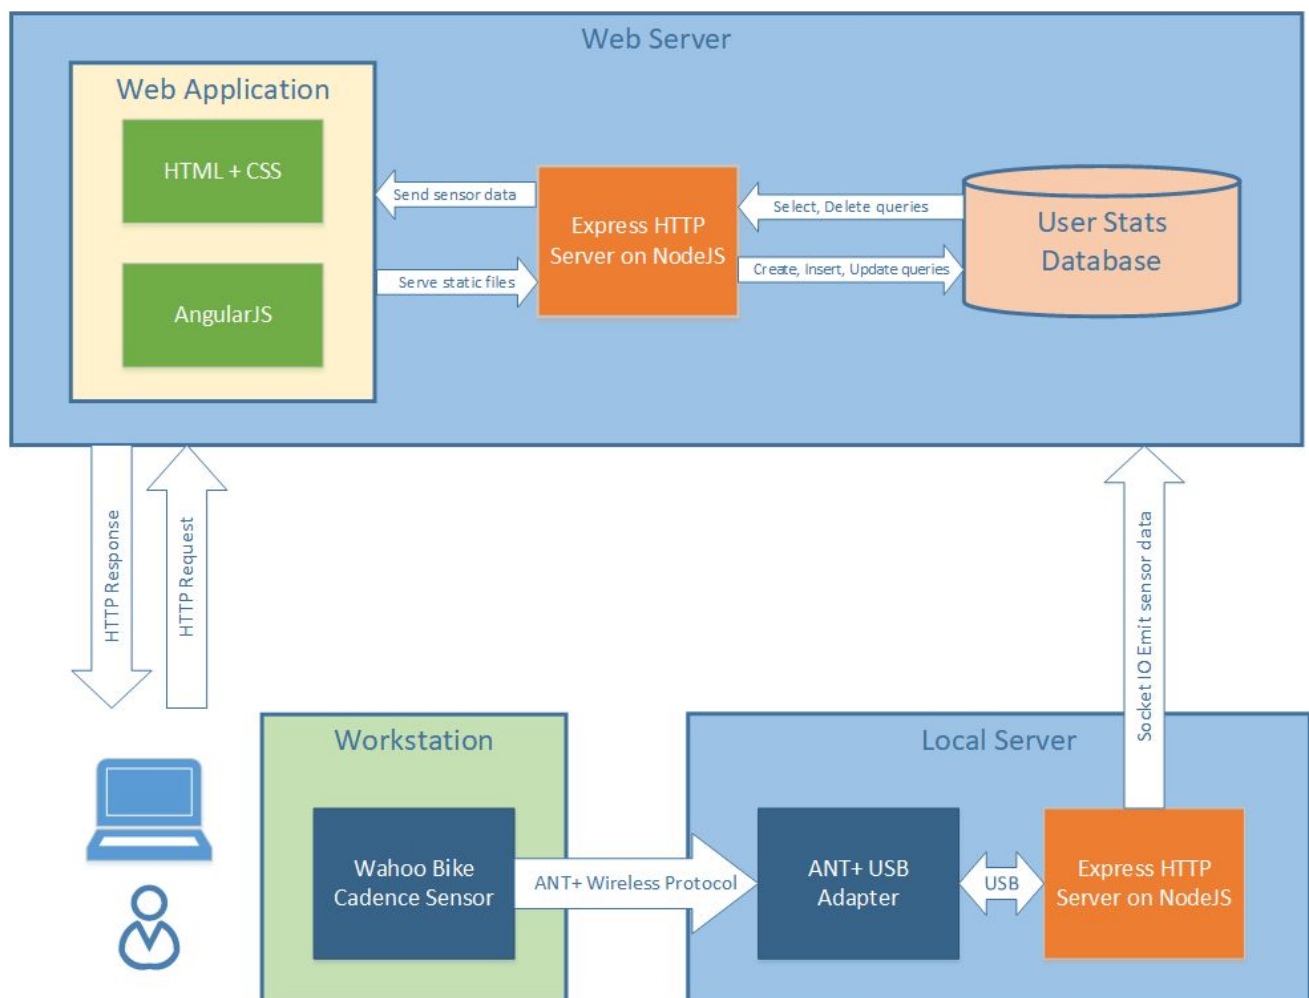 Web Server
Web Application
HTML + CSS
AngularJS
Send sensor data
Serve static files
Express HTTP
Server on NodeJS
Select, Delete queries
Create, Insert, Update queries
User Stats
Database
HTTP Response
HTTP Request
Socket IO Emit sensor data
Workstation
Wahoo Bike
Cadence Sensor
ANT+ Wireless Protocol
Local Server
ANT+ USB
Adapter
USB
Express HTTP
Server on NodeJS